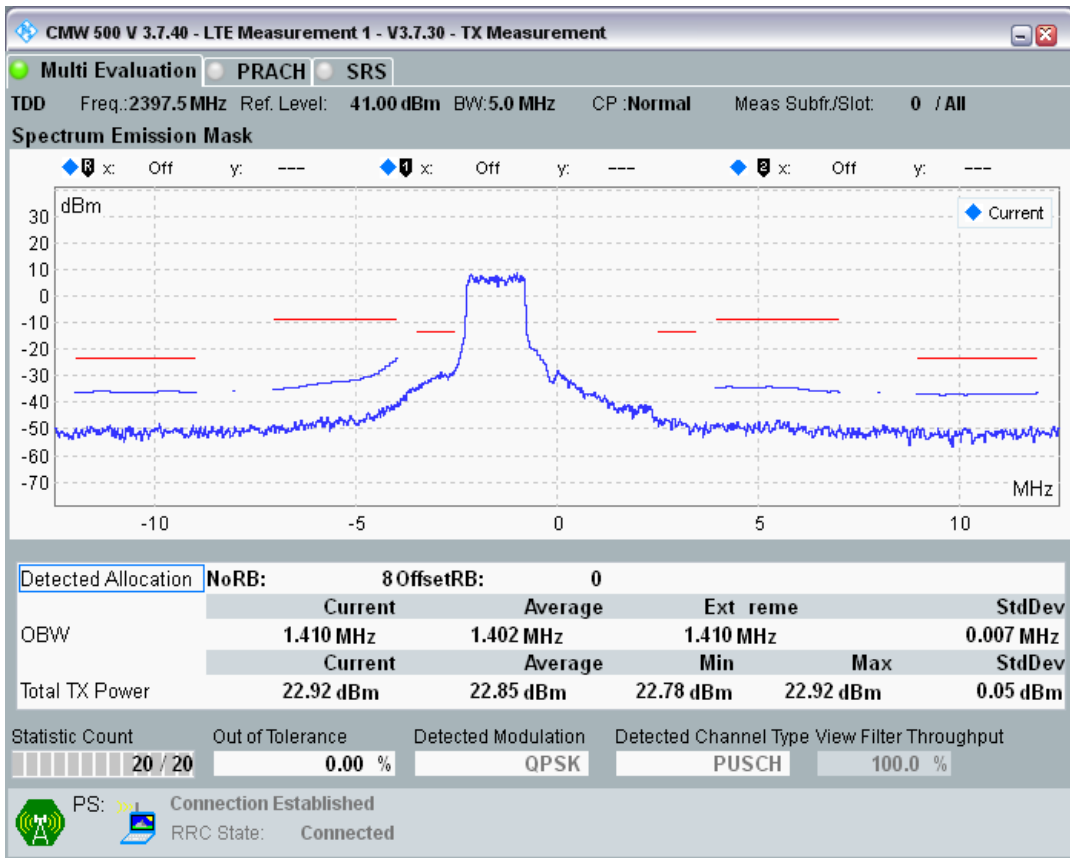 CMW 500 V 3.7.40 - LTE Measurement 1 - V3.7.30 - TX Measurement
Multi Evaluation PRACH SRS
TDD Freq.:2397.5 MHz Ref. Level: 41.00 dBm BW:5.0 MHz CP :Normal Meas Subfr./Slot: 0 / All
Spectrum Emission Mask
R x: Off y: --- 1 x: Off y: --- 2 x: Off y: ---
dBm
Current
30
20
10
0
-10
-20
-30
-40
-50
-60
-70
MHz
-10 -5 0 5 10
Detected Allocation NoRB: 8 OffsetRB: 0
Current Average Ext reme StdDev
OBW 1.410 MHz 1.402 MHz 1.410 MHz 0.007 MHz
Current Average Min Max StdDev
Total TX Power 22.92 dBm 22.85 dBm 22.78 dBm 22.92 dBm 0.05 dBm
Statistic Count Out of Tolerance Detected Modulation Detected Channel Type View Filter Throughput
20 / 20 0.00 % QPSK PUSCH 100.0 %
PS: Connection Established
RRC State: Connected